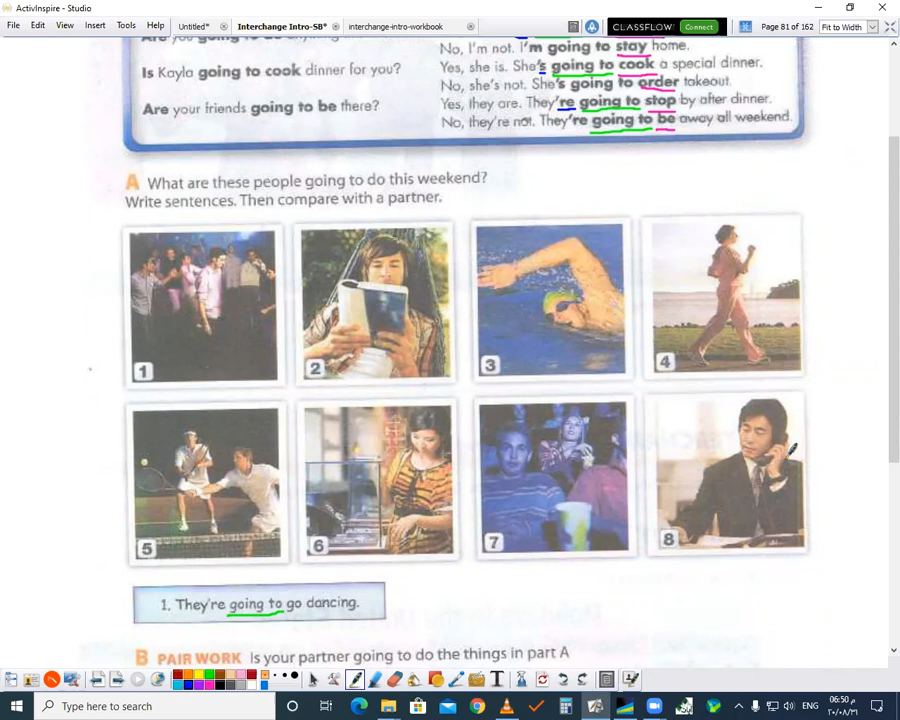 ActivInspire - Studio
File Edit View Insert Tools Help Untitled* Interchange Intro-SB* interchange-intro-workbook CLASSFLOW Connect Page 81 of 162 Fit to Width
No, I'm not. I'm going to stay home.
Is Kayla going to cook dinner for you? Yes, she is. She's going to cook a special dinner.
No, she's not. She's going to order takeout.
Are your friends going to be there? Yes, they are. They're going to stop by after dinner.
No, they're not. They're going to be away all weekend.
A What are these people going to do this weekend?
Write sentences. Then compare with a partner.
1 2 3 4
5 6 7 8
1. They're going to go dancing.
B PAIR WORK Is your partner going to do the things in part A
Type here to search
ENG
06:50 م
٢٠/٠٨/٣١